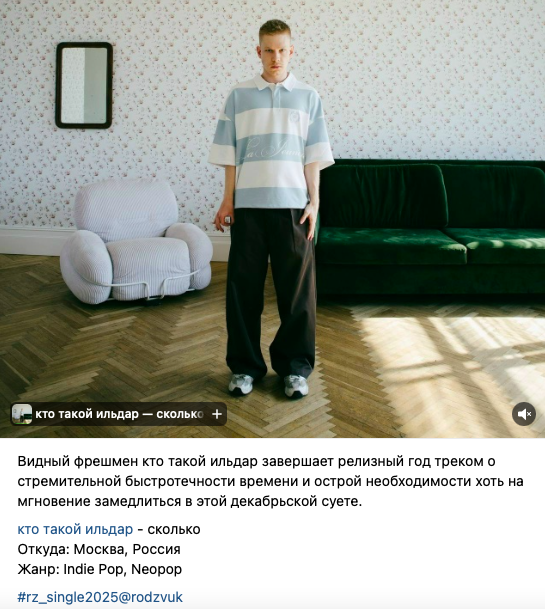 кто такой ильдар — сколько
Видный фрешмен кто такой ильдар завершает релизный год треком о
стремительной быстротечности времени и острой необходимости хоть на
мгновение замедлиться в этой декабрьской суете.
кто такой ильдар - сколько
Откуда: Москва, Россия
Жанр: Indie Pop, Neopop
#rz_single2025@rodzvuk